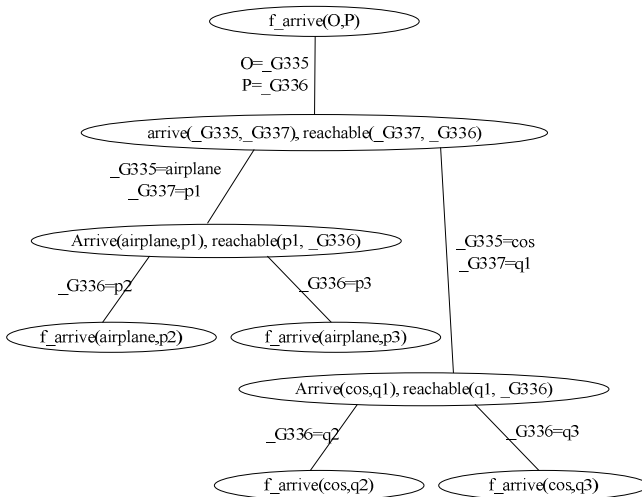 f_arrive(O,P)
O=_G335
P=_G336
arrive(_G335,_G337), reachable(_G337, _G336)
_G335=airplane
_G337=p1
Arrive(airplane,p1), reachable(p1, _G336)
_G335=cos
_G337=q1
_G336=p2
_G336=p3
f_arrive(airplane,p2)
f_arrive(airplane,p3)
Arrive(cos,q1), reachable(q1, _G336)
_G336=q2
_G336=q3
f_arrive(cos,q2)
f_arrive(cos,q3)